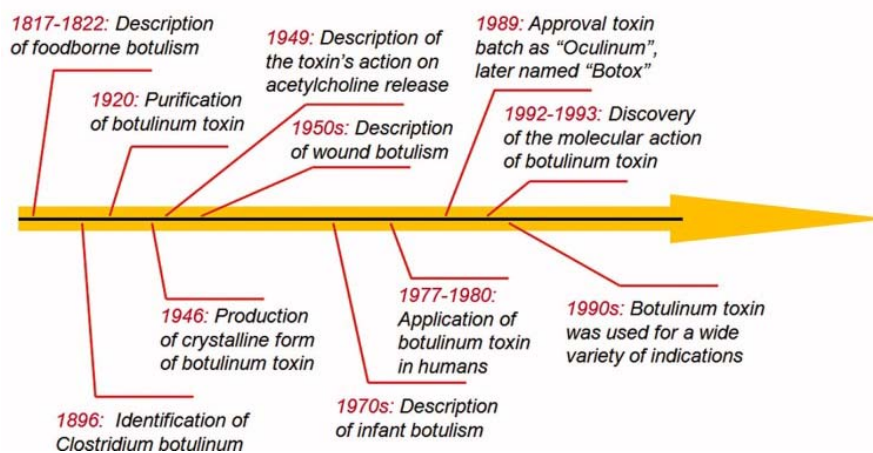 1817-1822: Description
of foodborne botulism
1920: Purification
of botulinum toxin
1949: Description of
the toxin's action on
acetylcholine release
1950s: Description
of wound botulism
1989: Approval toxin
batch as “Oculinum”,
later named “Botox”
1992-1993: Discovery
of the molecular action
of botulinum toxin
1896: Identification of
Clostridium botulinum
1946: Production
of crystalline form
of botulinum toxin
1970s: Description
of infant botulism
1977-1980:
Application of
botulinum toxin
in humans
1990s: Botulinum toxin
was used for a wide
variety of indications